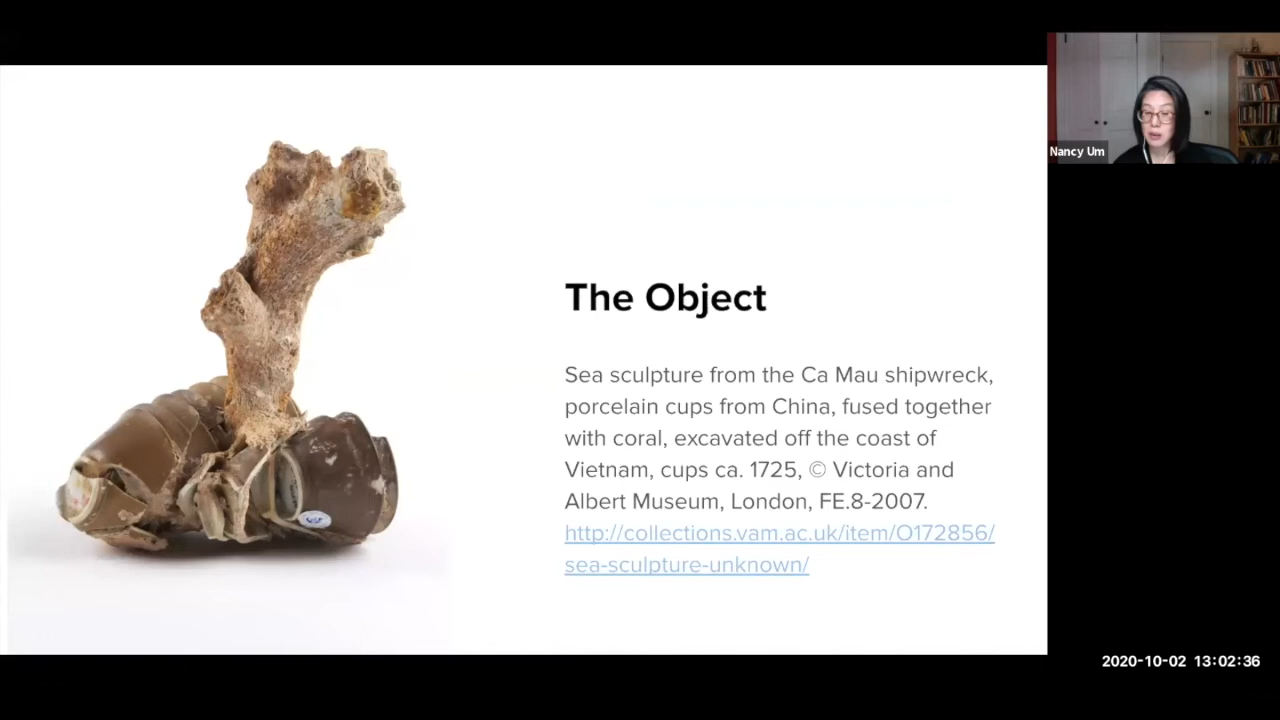 Nancy Um
The Object
Sea sculpture from the Ca Mau shipwreck,
porcelain cups from China, fused together
with coral, excavated off the coast of
Vietnam, cups ca. 1725, © Victoria and
Albert Museum, London, FE.8-2007.
http://collections.vam.ac.uk/item/O172856/
sea-sculpture-unknown/
2020-10-02 13:02:36